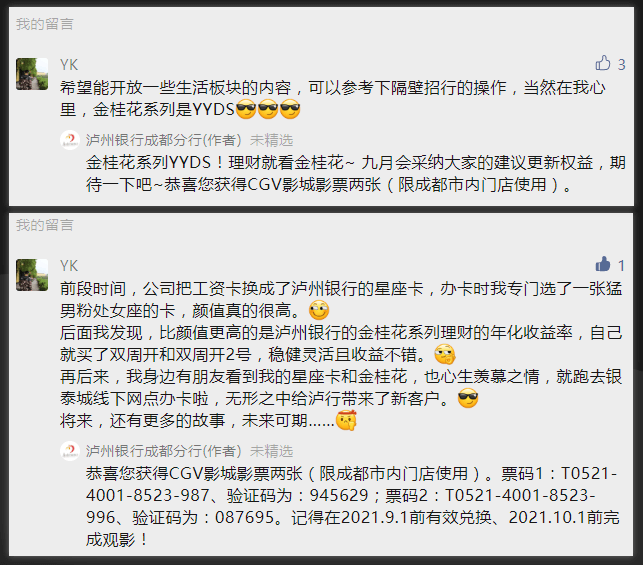 我的留言
YK 3
希望能开放一些生活板块的内容，可以参考下隔壁招行的操作，当然在我心
里，金桂花系列是YYDS😎😎😎
泸州银行成都分行(作者) 未精选
金桂花系列YYDS！理财就看金桂花~ 九月会采纳大家的建议更新权益，期
待一下吧~恭喜您获得CGV影城影票两张（限成都市内门店使用）。
我的留言
YK 1
前段时间，公司把工资卡换成了泸州银行的星座卡，办卡时我专门选了一张猛
男粉处女座的卡，颜值真的很高。
后面我发现，比颜值更高的是泸州银行的金桂花系列理财的年化收益率，自己
就买了双周开和双周开2号，稳健灵活且收益不错。
再后来，我身边有朋友看到我的星座卡和金桂花，也心生羡慕之情，就跑去银
泰城线下网点办卡啦，无形之中给泸行带来了新客户。😎
将来，还有更多的故事，未来可期......
泸州银行成都分行(作者) 未精选
恭喜您获得CGV影城影票两张（限成都市内门店使用）。票码1：T0521-
4001-8523-987、验证码为：945629；票码2：T0521-4001-8523-
996、验证码为：087695。记得在2021.9.1前有效兑换、2021.10.1前完
成观影！